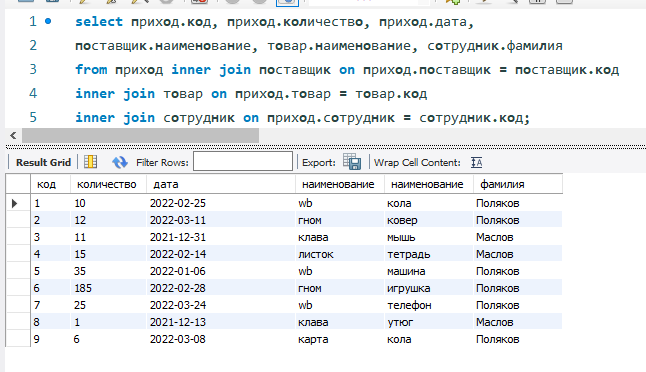 1 select приход.код, приход.количество, приход.дата,
2 поставщик.наименование, товар.наименование, сотрудник.фамилия
3 from приход inner join поставщик on приход.поставщик = поставщик.код
4 inner join товар on приход.товар = товар.код
5 inner join сотрудник on приход.сотрудник = сотрудник.код;
Result Grid Filter Rows: Export: Wrap Cell Content:
код количество дата наименование наименование фамилия
1 10 2022-02-25 wb кола Поляков
2 12 2022-03-11 гном ковер Поляков
3 11 2021-12-31 клава мышь Маслов
4 15 2022-02-14 листок тетрадь Маслов
5 35 2022-01-06 wb машина Поляков
6 185 2022-02-28 гном игрушка Поляков
7 25 2022-03-24 wb телефон Поляков
8 1 2021-12-13 клава утюг Маслов
9 6 2022-03-08 карта кола Поляков